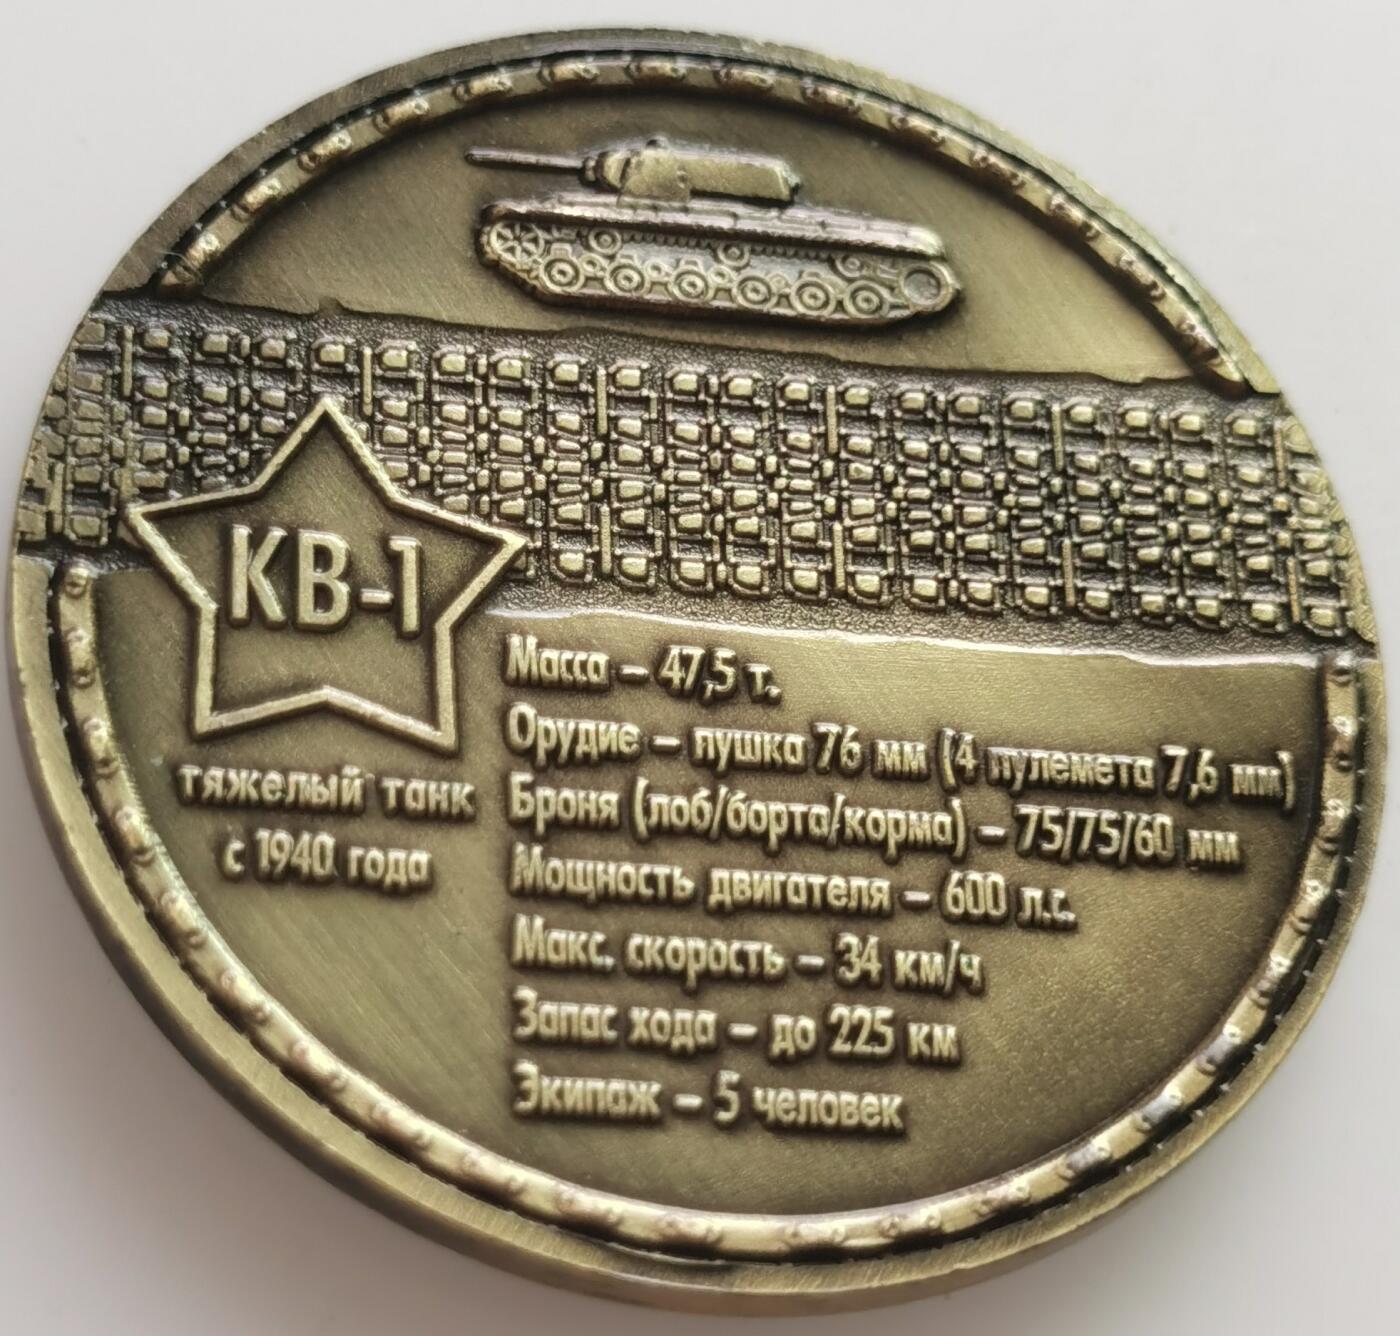 КВ-1
тяжелый танк
с 1940 года
Масса – 47,5 т.
Орудие – пушка 76 мм (4 пулемета 7,6 мм)
Броня (лоб/борта/корма) – 75/75/60 мм
Мощность двигателя – 600 л.с.
Макс. скорость – 34 км/ч
Запас хода – до 225 км
Экипаж – 5 человек